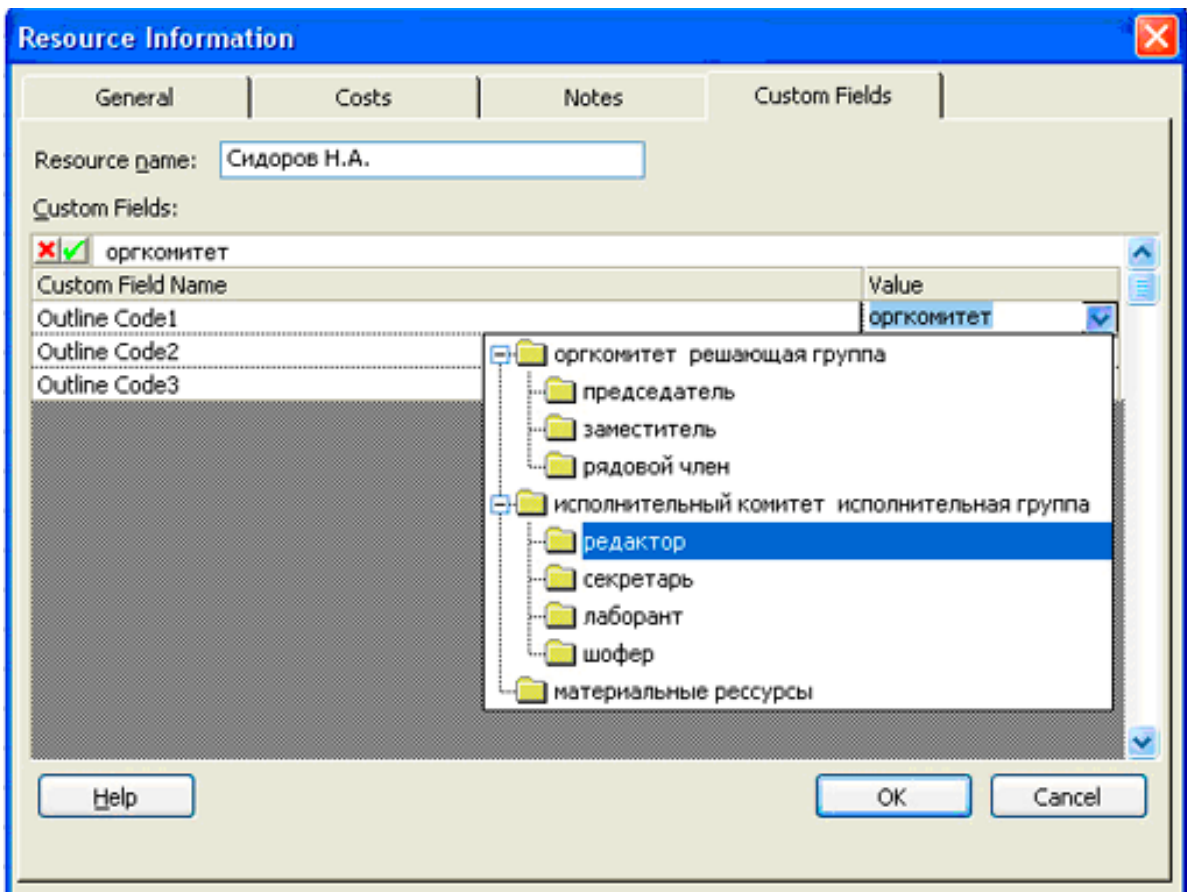 Resource Information
General Costs Notes Custom Fields
Resource name: Сидоров Н.А.
Custom Fields:
оргкомитет
Custom Field Name Value
Outline Code1 оргкомитет
Outline Code2
Outline Code3
оргкомитет решающая группа
председатель
заместитель
рядовой член
исполнительный комитет исполнительная группа
редактор
секретарь
лаборант
шофер
материальные рессурсы
Help OK Cancel